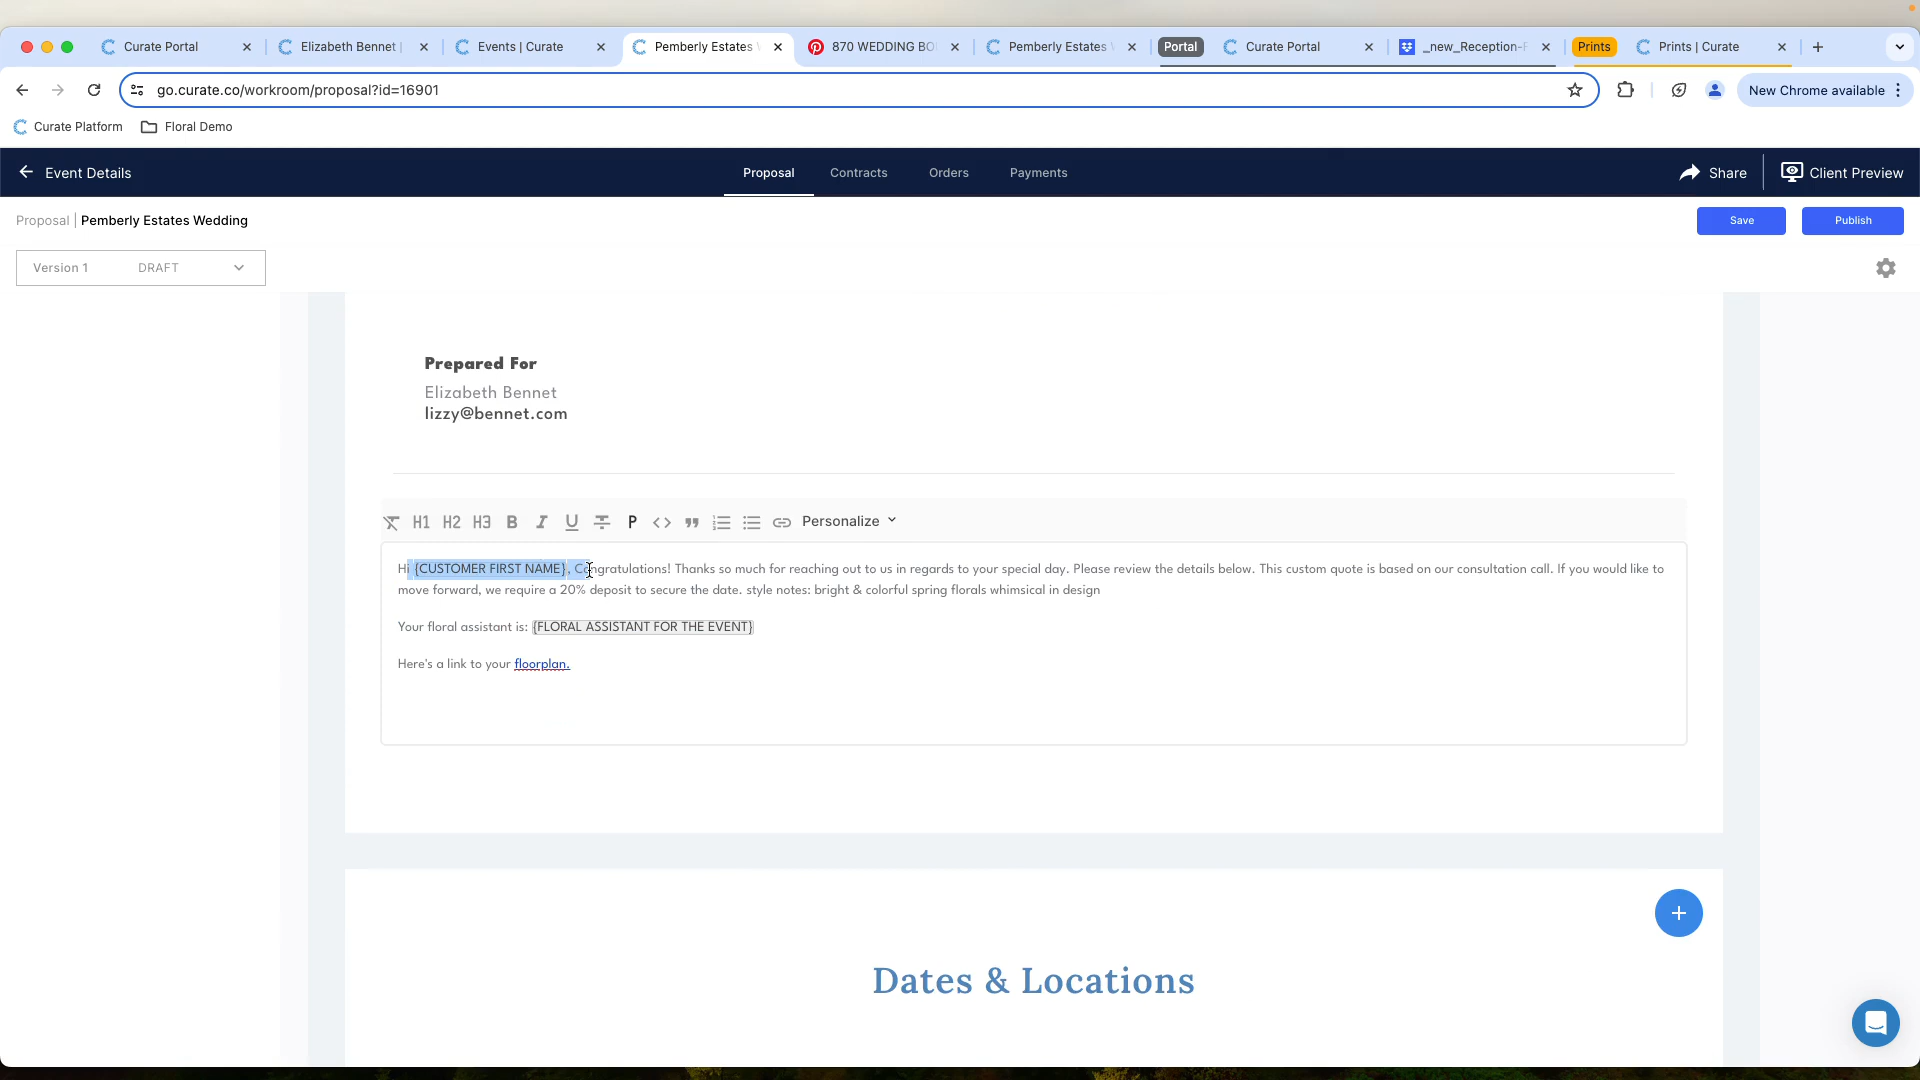 Curate Portal
Elizabeth Bennet
Events | Curate
Pemberly Estates
870 WEDDING BO
Pemberly Estates
Portal
Curate Portal
_new_Reception-
Prints
Prints | Curate
go.curate.co/workroom/proposal?id=16901
New Chrome available
Curate Platform
Floral Demo
Event Details
Proposal
Contracts
Orders
Payments
Share
Client Preview
Proposal | Pemberly Estates Wedding
Save
Publish
Version 1 DRAFT
Prepared For
Elizabeth Bennet
lizzy@bennet.com
H1 H2 H3 B I U P Personalize
Hi {CUSTOMER FIRST NAME}, Congratulations! Thanks so much for reaching out to us in regards to your special day. Please review the details below. This custom quote is based on our consultation call. If you would like to
move forward, we require a 20% deposit to secure the date. style notes: bright & colorful spring florals whimsical in design
Your floral assistant is: {FLORAL ASSISTANT FOR THE EVENT}
Here's a link to your floorplan.
Dates & Locations